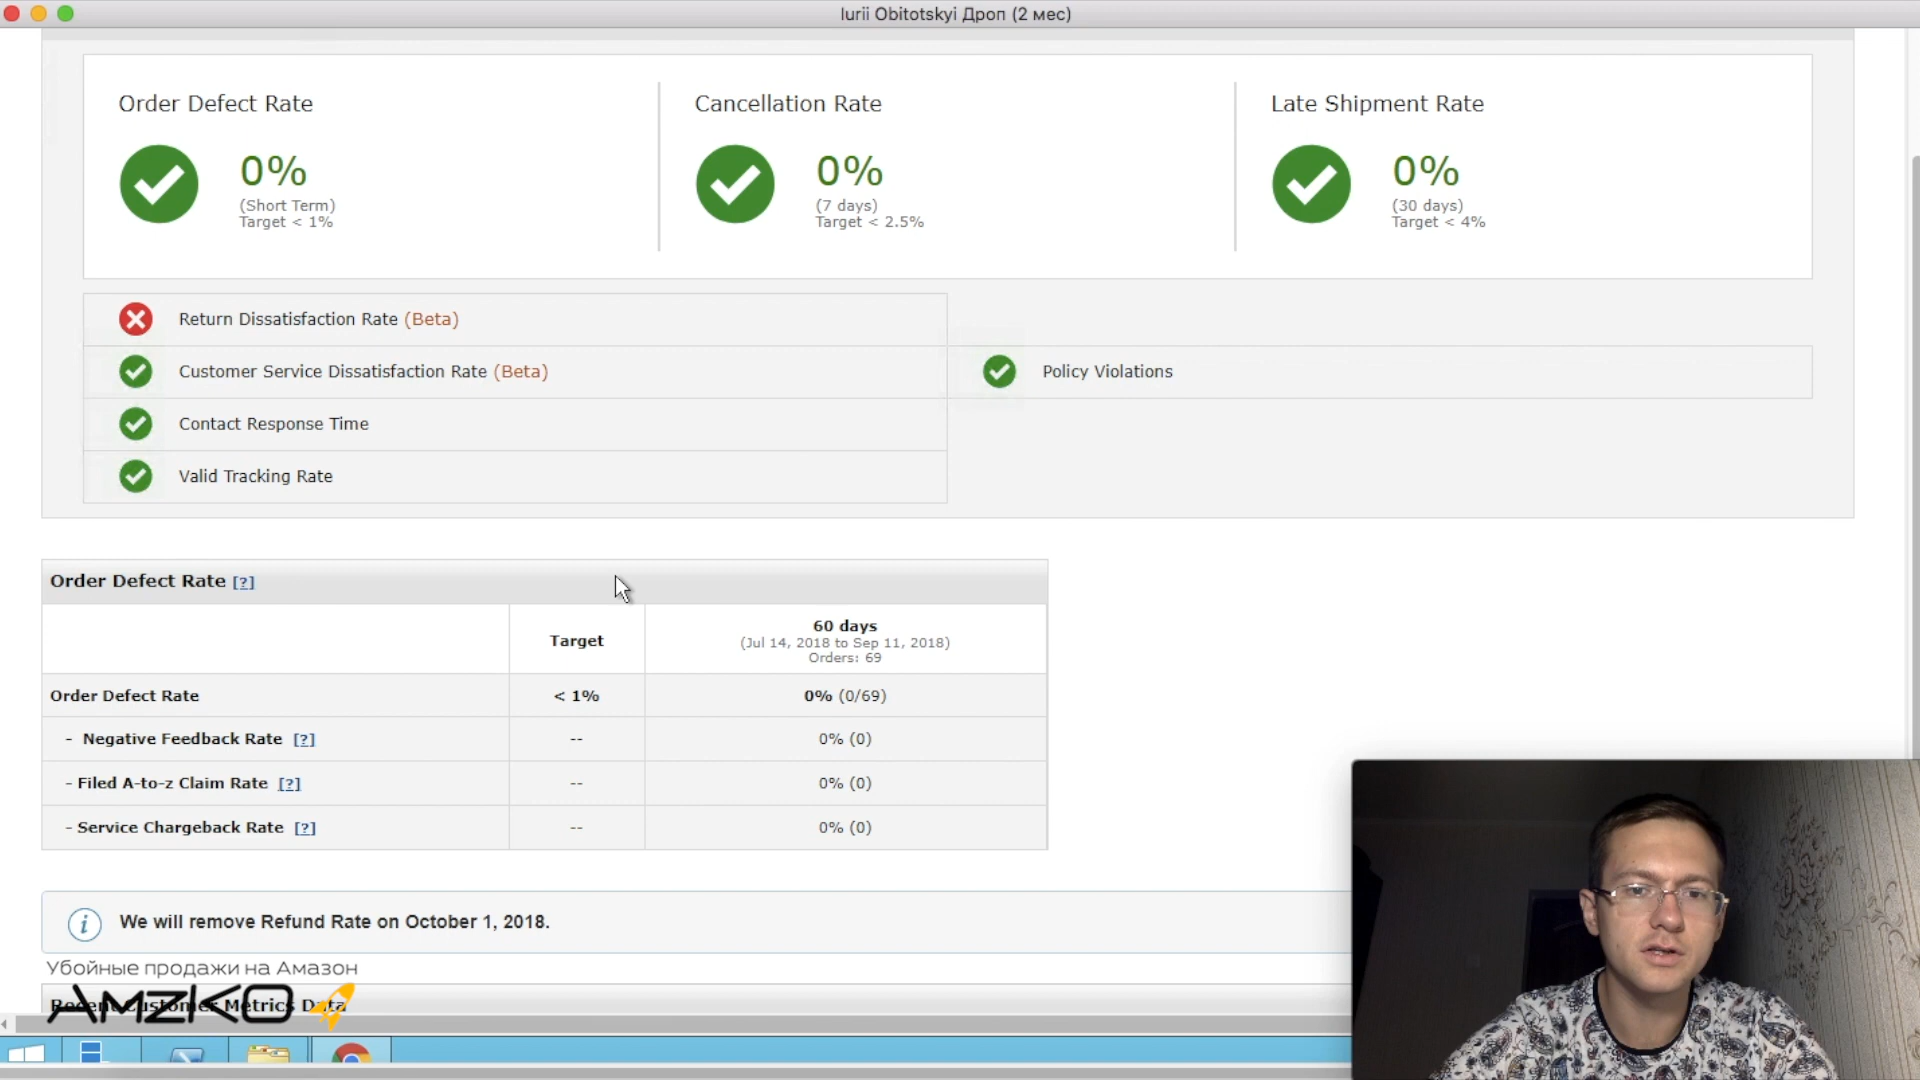 Iurii Obitotskyi Дроп (2 мес)
Order Defect Rate
0%
(Short Term)
Target < 1%
Cancellation Rate
0%
(7 days)
Target < 2.5%
Late Shipment Rate
0%
(30 days)
Target < 4%
Return Dissatisfaction Rate (Beta)
Customer Service Dissatisfaction Rate (Beta)
Policy Violations
Contact Response Time
Valid Tracking Rate
Order Defect Rate [?]
Target
60 days
(Jul 14, 2018 to Sep 11, 2018)
Orders: 69
Order Defect Rate < 1% 0% (0/69)
- Negative Feedback Rate [?] -- 0% (0)
- Filed A-to-z Claim Rate [?] -- 0% (0)
- Service Chargeback Rate [?] -- 0% (0)
We will remove Refund Rate on October 1, 2018.
Убойные продажи на Амазон
Recent Customer Metrics Data
AMZIKO